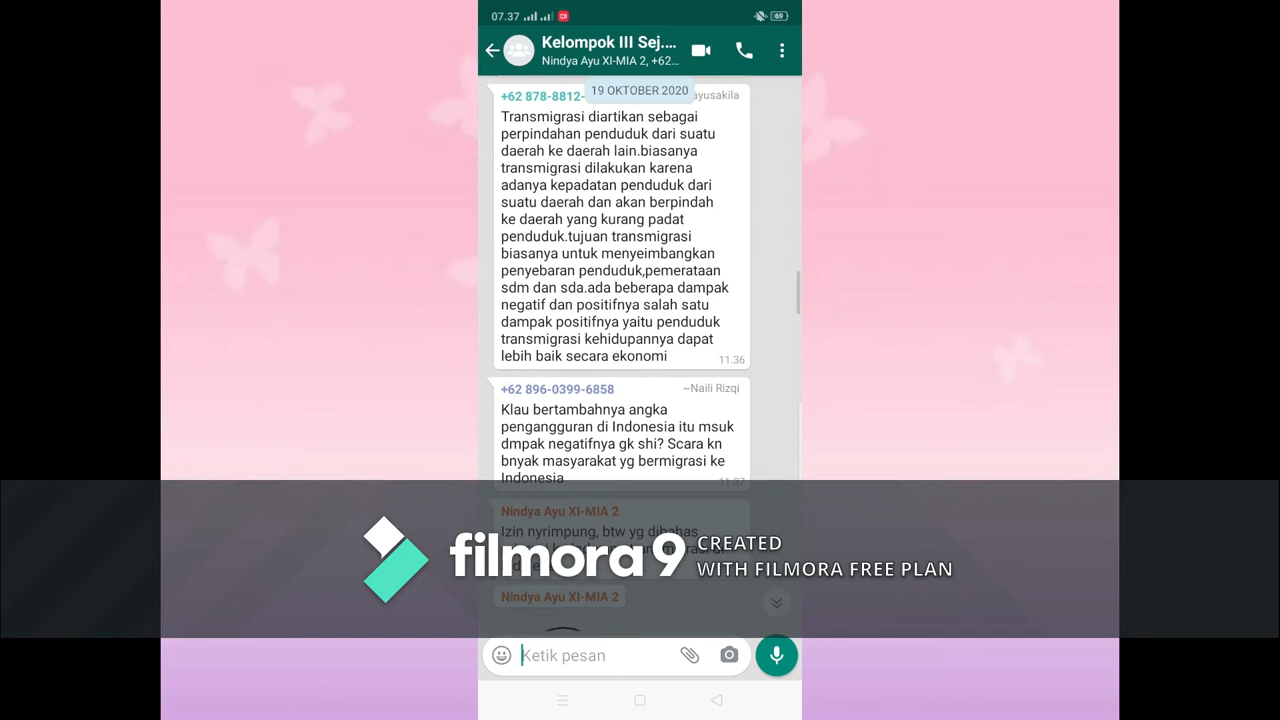 07.37
69
Kelompok III Sej....
Nindya Ayu XI-MIA 2, +62...
19 OKTOBER 2020
+62 878-8812-
ayusakila
Transmigrasi diartikan sebagai
perpindahan penduduk dari suatu
daerah ke daerah lain.biasanya
transmigrasi dilakukan karena
adanya kepadatan penduduk dari
suatu daerah dan akan berpindah
ke daerah yang kurang padat
penduduk.tujuan transmigrasi
biasanya untuk menyeimbangkan
penyebaran penduduk,pemerataan
sdm dan sda.ada beberapa dampak
negatif dan positifnya salah satu
dampak positifnya yaitu penduduk
transmigrasi kehidupannya dapat
lebih baik secara ekonomi
11.36
+62 896-0399-6858
~Naili Rizqi
Klau bertambahnya angka
pengangguran di Indonesia itu msuk
dmpak negatifnya gk shi? Scara kn
bnyak masyarakat yg bermigrasi ke
Indonesia
11.37
Nindya Ayu XI-MIA 2
Izin nyrimpung, btw yg dibahas
filmora 9
CREATED
WITH FILMORA FREE PLAN
Nindya Ayu XI-MIA 2
Ketik pesan